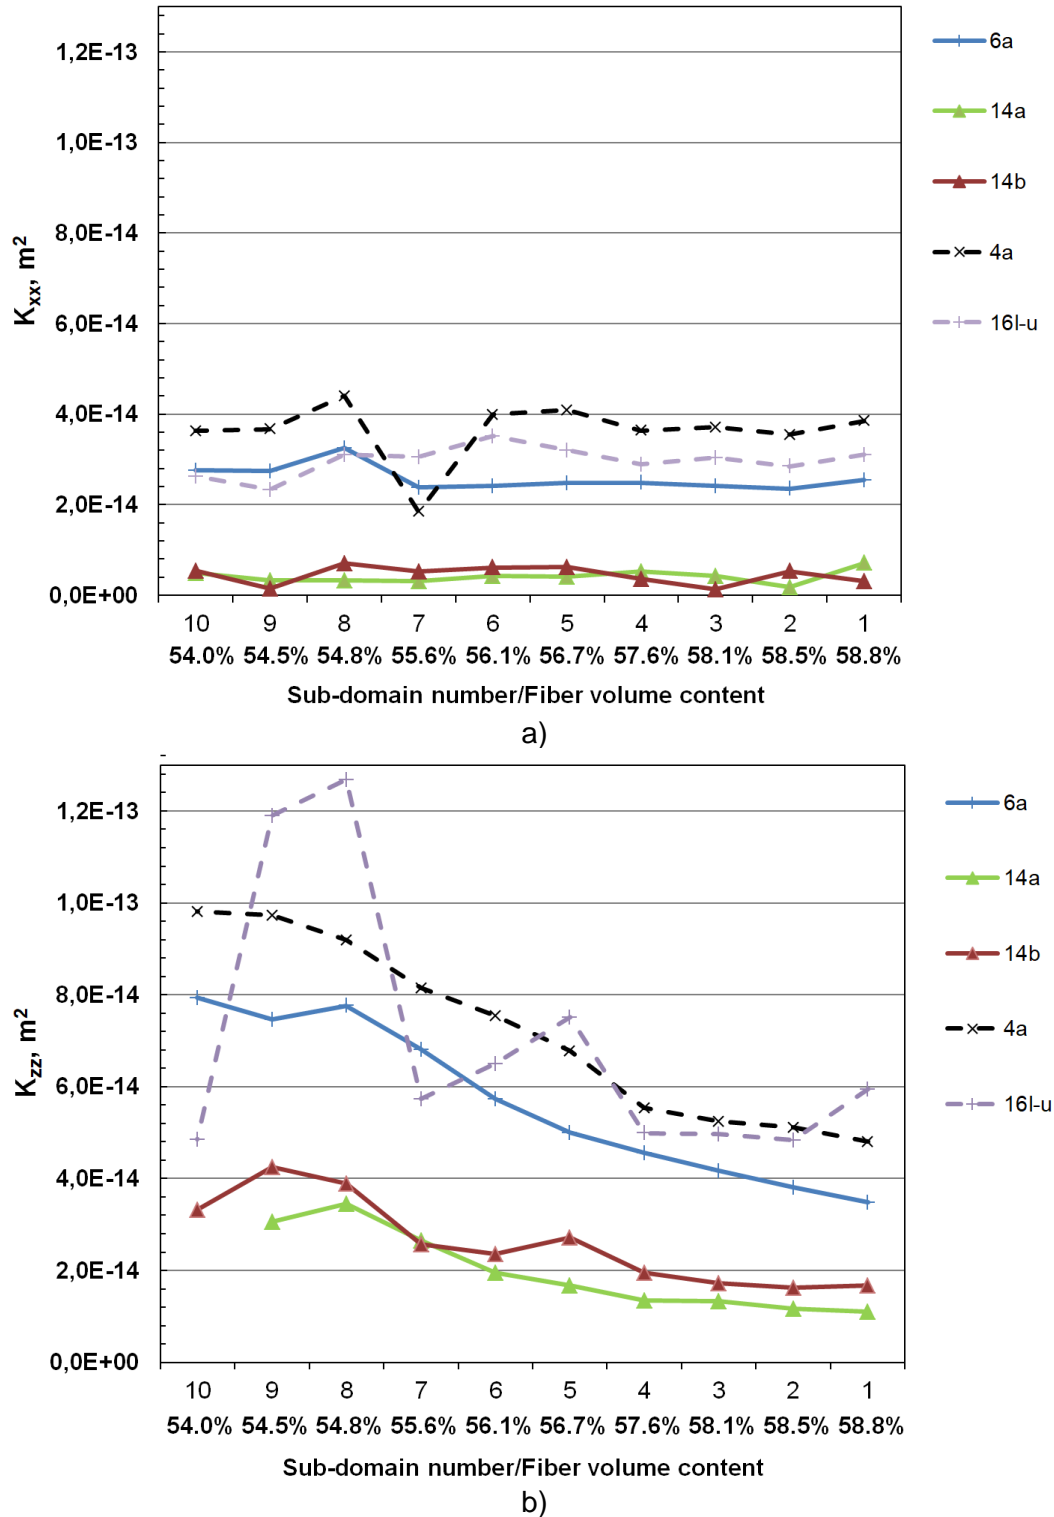 1,2E-13
1,0E-13
8,0E-14
6,0E-14
4,0E-14
2,0E-14
0,0E+00
Kxx, m²
10 9 8 7 6 5 4 3 2 1
54.0% 54.5% 54.8% 55.6% 56.1% 56.7% 57.6% 58.1% 58.5% 58.8%
Sub-domain number/Fiber volume content
6a
14a
14b
4a
16l-u
a)
1,2E-13
1,0E-13
8,0E-14
6,0E-14
4,0E-14
2,0E-14
0,0E+00
Kzz, m²
10 9 8 7 6 5 4 3 2 1
54.0% 54.5% 54.8% 55.6% 56.1% 56.7% 57.6% 58.1% 58.5% 58.8%
Sub-domain number/Fiber volume content
6a
14a
14b
4a
16l-u
b)